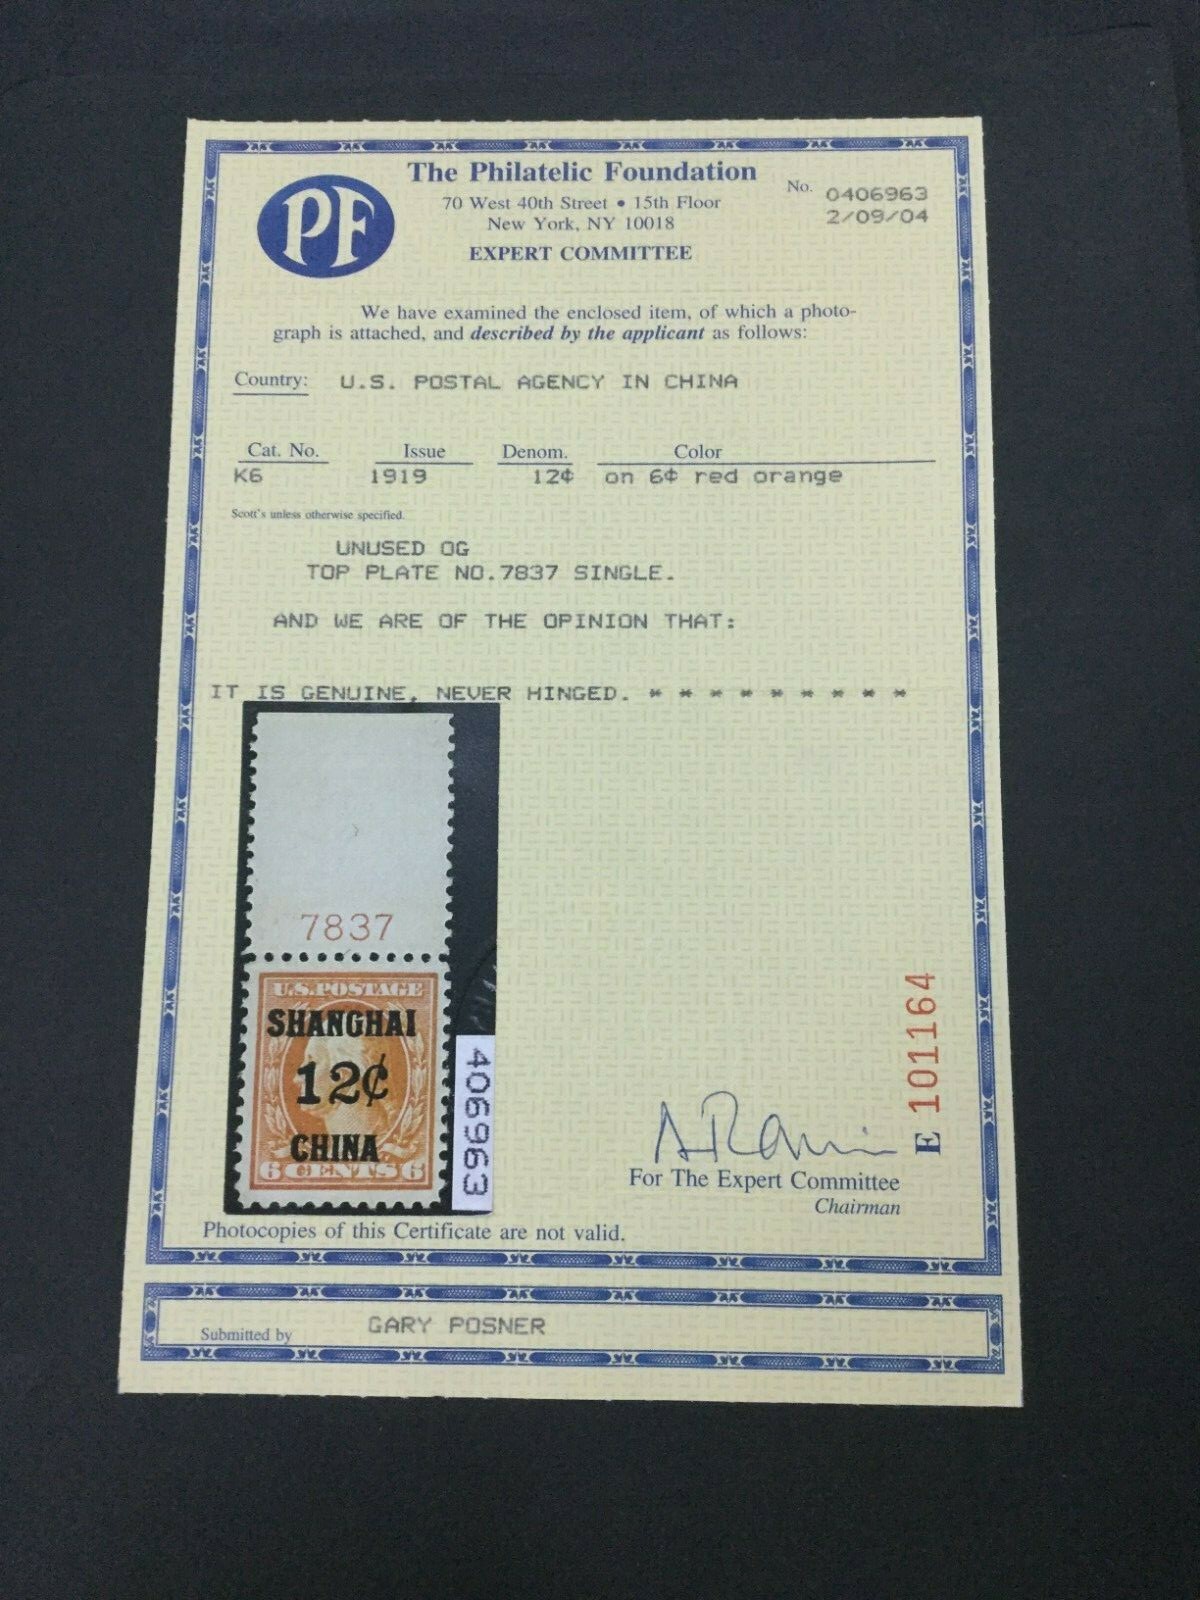 PF
The Philatelic Foundation
70 West 40th Street • 15th Floor
New York, NY 10018
EXPERT COMMITTEE
No. 0406963
2/09/04
We have examined the enclosed item, of which a photo-
graph is attached, and described by the applicant as follows:
Country: U.S. POSTAL AGENCY IN CHINA
Cat. No. Issue Denom. Color
K6 1919 12¢ on 6¢ red orange
Scott's unless otherwise specified.
UNUSED OG
TOP PLATE NO.7837 SINGLE.
AND WE ARE OF THE OPINION THAT:
IT IS GENUINE, NEVER HINGED. * * * * * * * * *
7837
U.S.POSTAGE
SHANGHAI
12¢
CHINA
6 CENTS 6
406963
E 101164
For The Expert Committee
Chairman
Photocopies of this Certificate are not valid.
Submitted by GARY POSNER